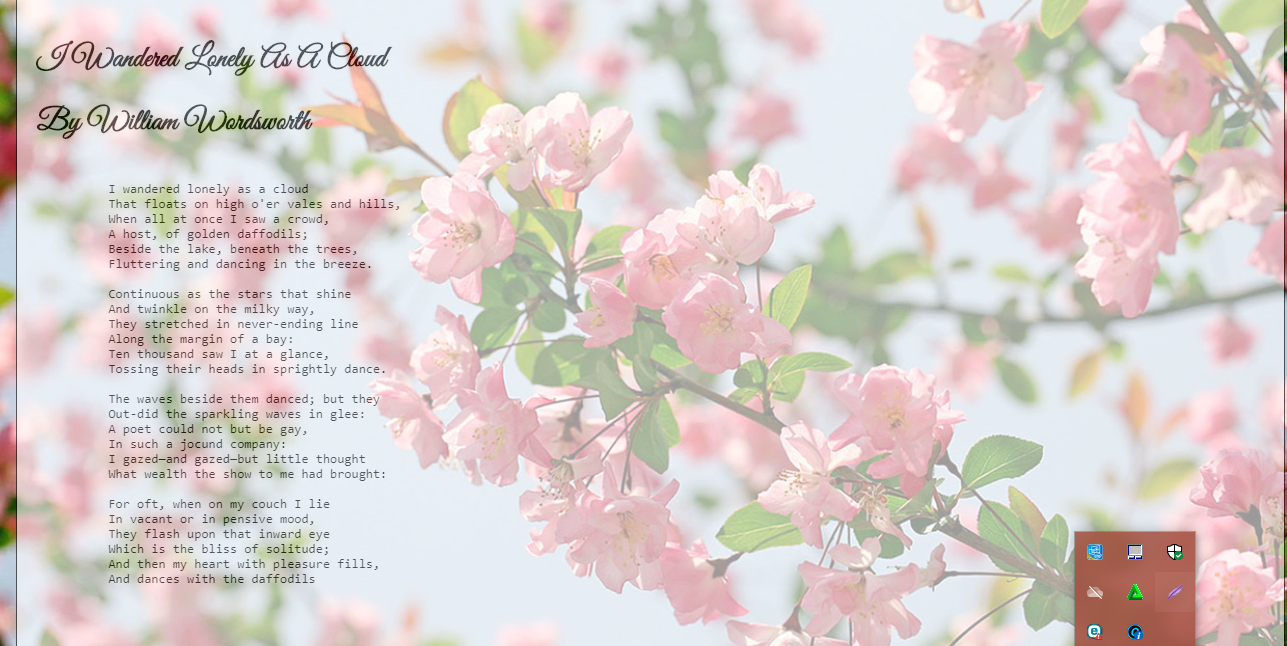 I Wandered Lonely As A Cloud
By William Wordsworth
I wandered lonely as a cloud
That floats on high o'er vales and hills,
When all at once I saw a crowd,
A host, of golden daffodils;
Beside the lake, beneath the trees,
Fluttering and dancing in the breeze.
Continuous as the stars that shine
And twinkle on the milky way,
They stretched in never-ending line
Along the margin of a bay:
Ten thousand saw I at a glance,
Tossing their heads in sprightly dance.
The waves beside them danced; but they
Out-did the sparkling waves in glee:
A poet could not but be gay,
In such a jocund company:
I gazed—and gazed—but little thought
What wealth the show to me had brought:
For oft, when on my couch I lie
In vacant or in pensive mood,
They flash upon that inward eye
Which is the bliss of solitude;
And then my heart with pleasure fills,
And dances with the daffodils